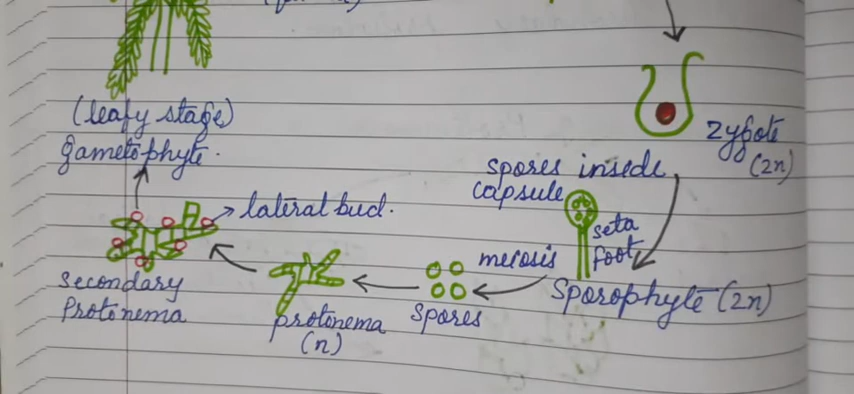 (leafy stage)
gametophyte.
zygote
(2n)
spores inside
capsule
→ lateral bud.
seta
foot
meiosis
secondary
Protonema
protonema
(n)
spores
Sporophyte (2n)